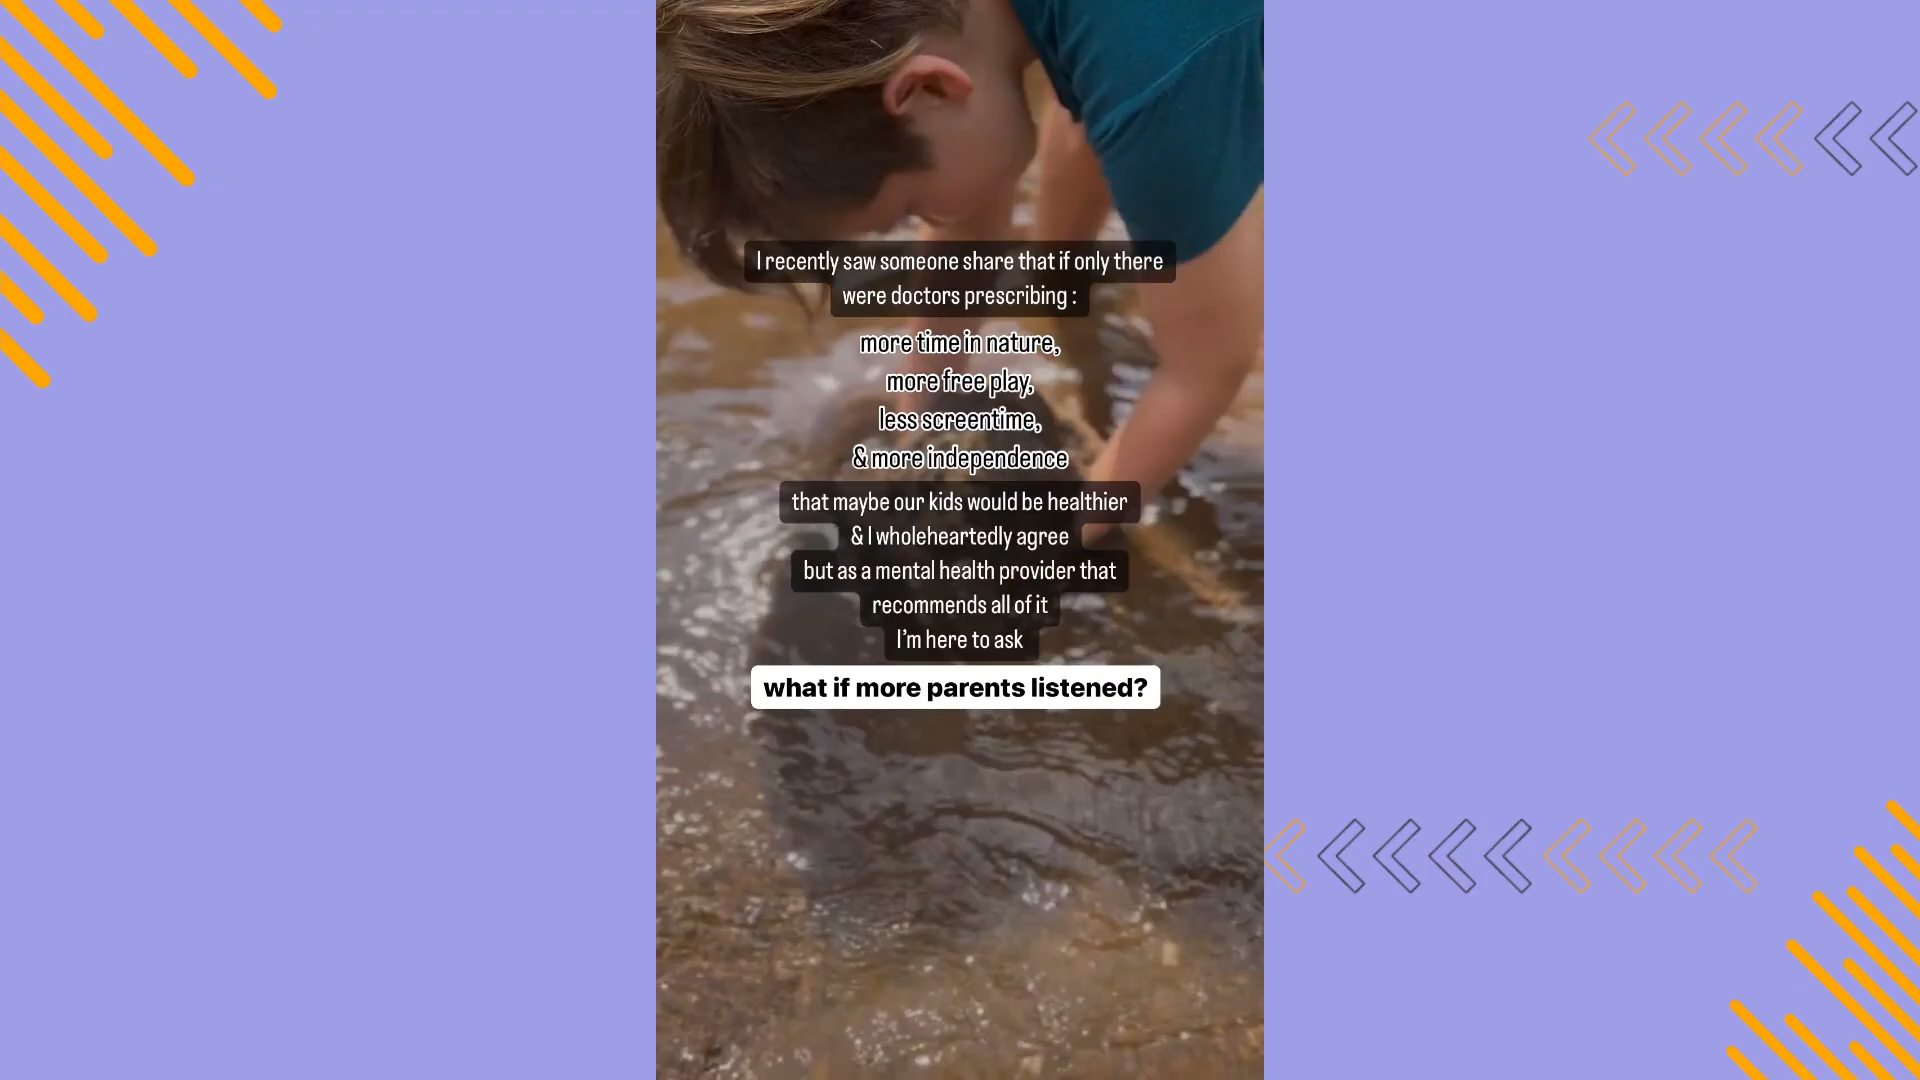 I recently saw someone share that if only there
were doctors prescribing :
more time in nature,
more free play,
less screentime,
& more independence
that maybe our kids would be healthier
& I wholeheartedly agree
but as a mental health provider that
recommends all of it
I'm here to ask
what if more parents listened?